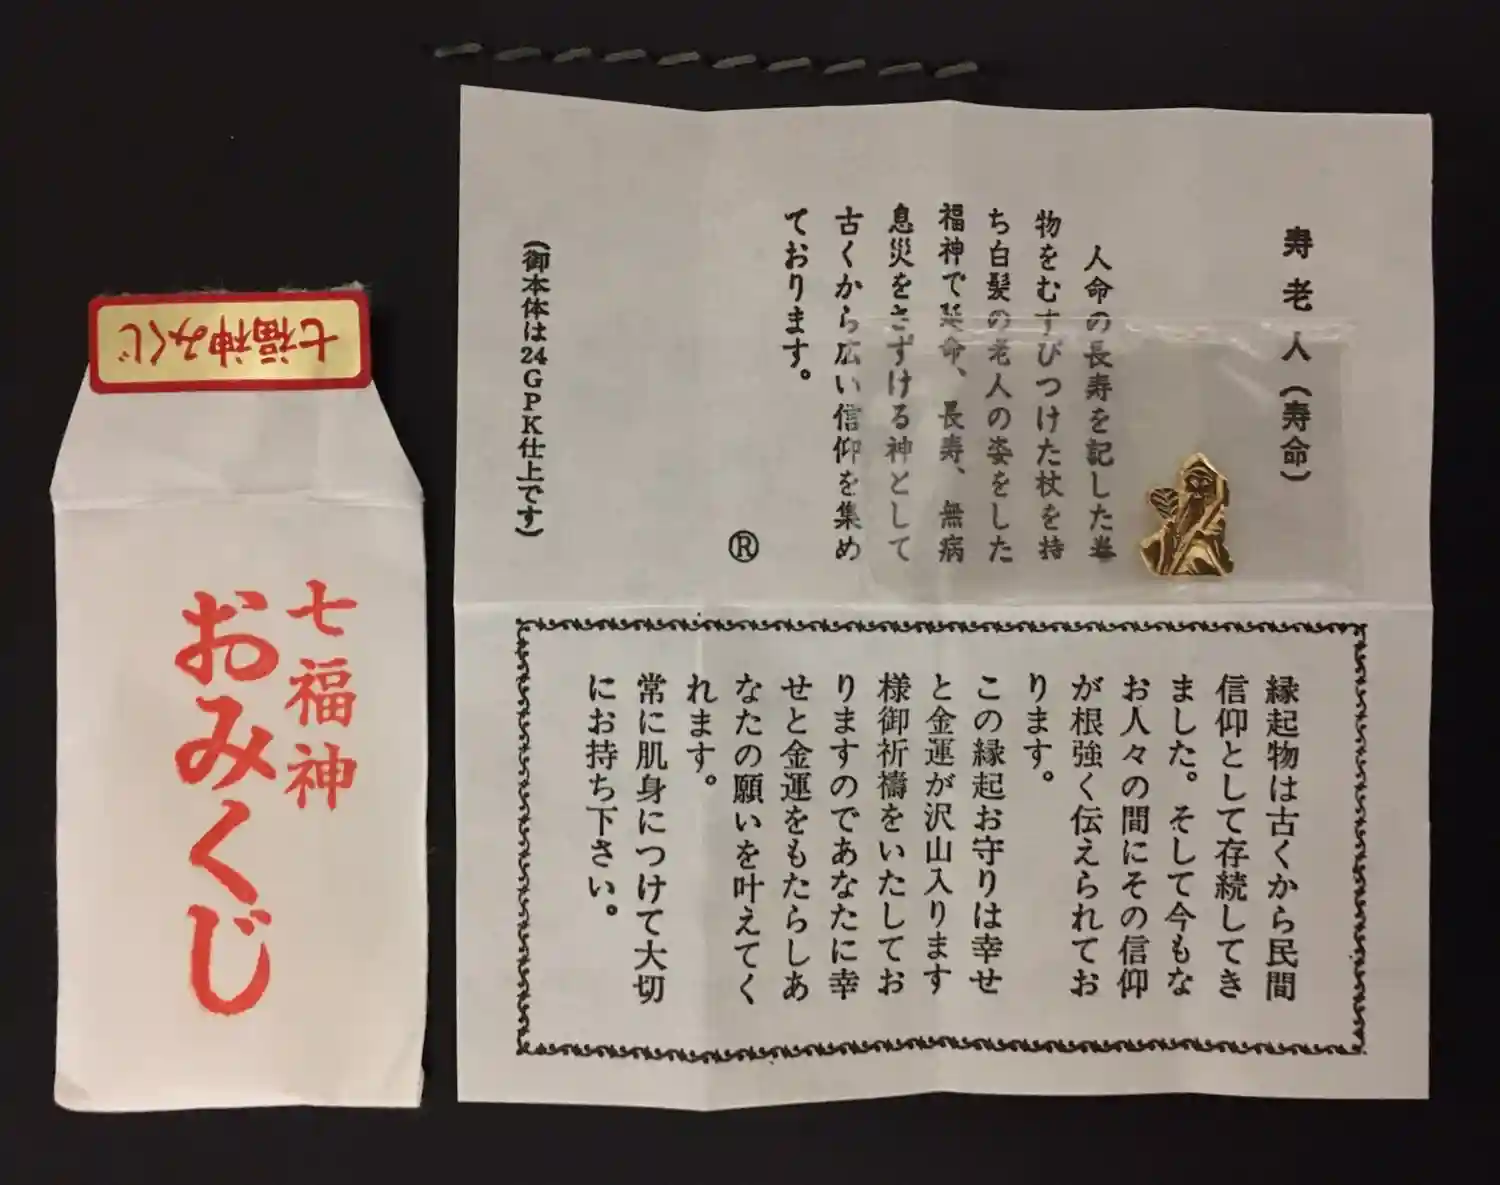 七福神みくじ
七福神
おみくじ
寿老人(寿命)
人命の長寿を記した巻
物をむすびつけた杖を持
ち白髪の老人の姿をした
福神で延命、長寿、無病
息災をさずける神として
古くから広い信仰を集め
ております。
®
(御本体は24GPK仕上です)
縁起物は古くから民間
信仰として存続してき
ました。そして今もな
お人々の間にその信仰
が根強く伝えられてお
ります。
この縁起お守りは幸せ
と金運が沢山入ります
様御祈禱をいたしてお
りますのであなたに幸
せと金運をもたらしあ
なたの願いを叶えてく
れます。
常に肌身につけて大切
にお持ち下さい。